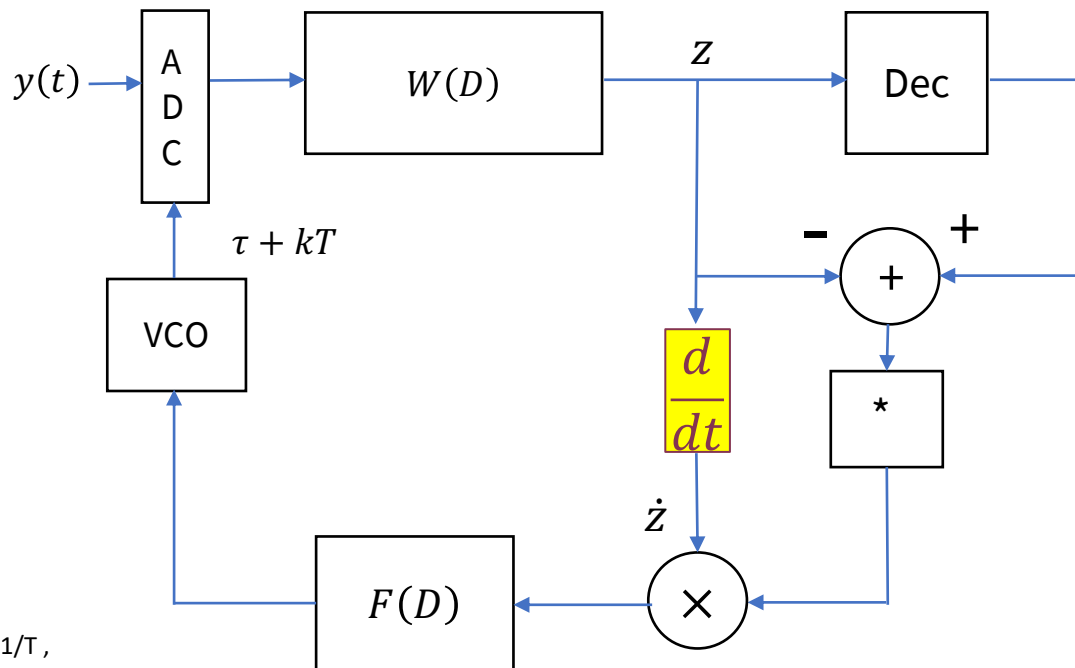 y(t)
A
D
C
W(D)
z
Dec
τ + kT
-
+
+
VCO
d
dt
*
ż
F(D)
×
1/T ,